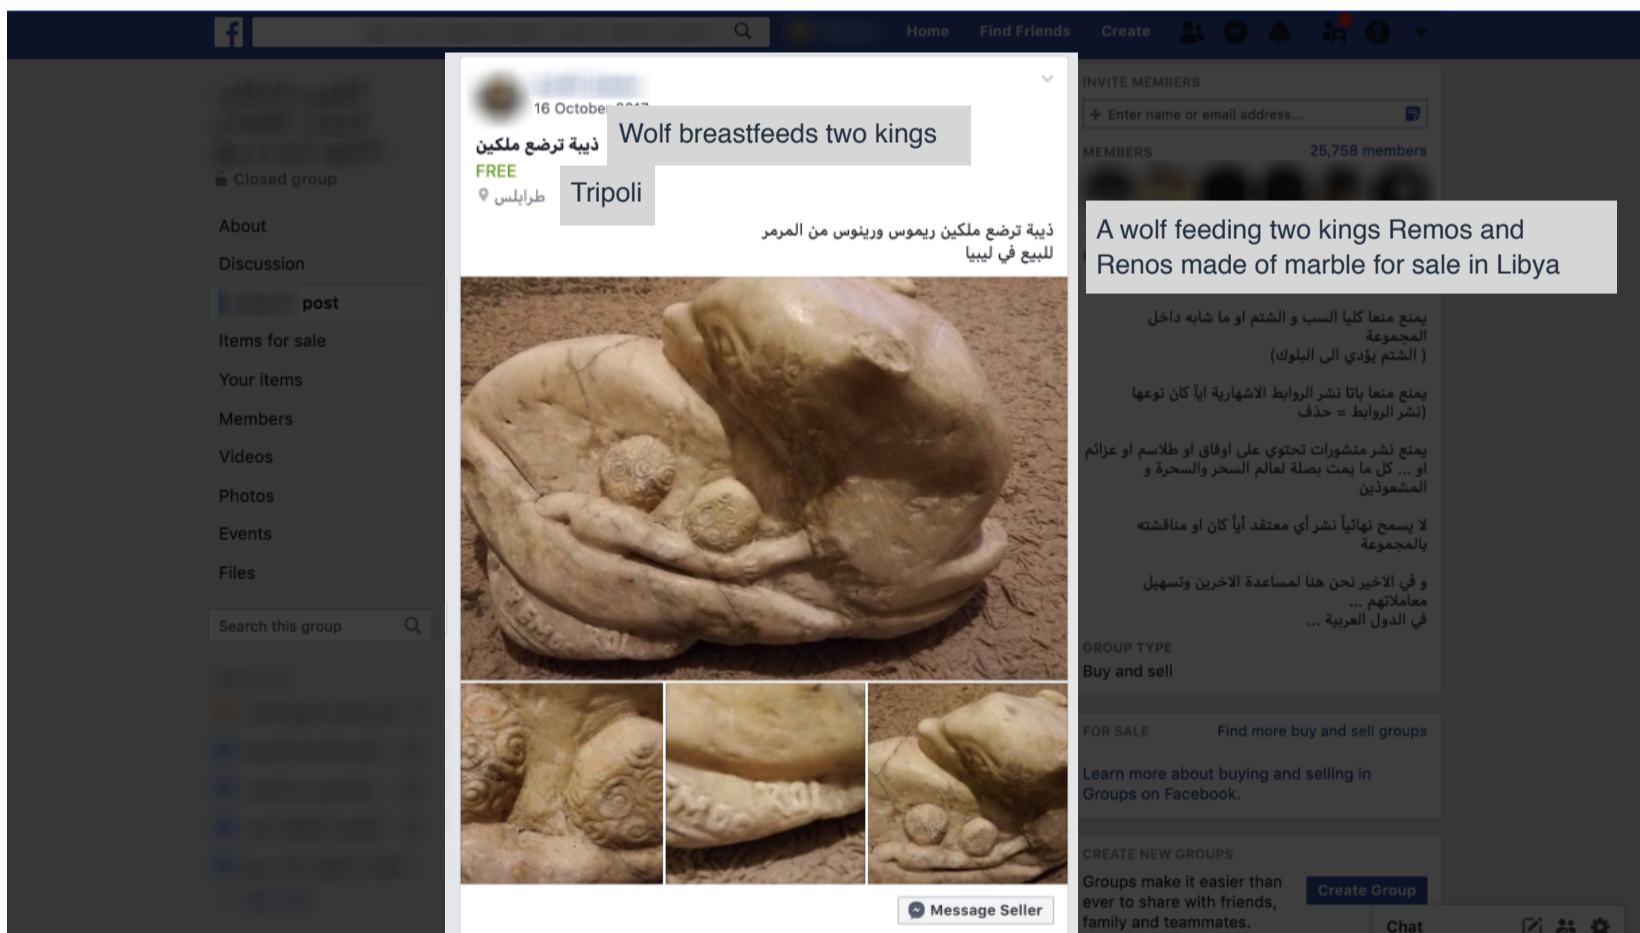 Home
Find Friends
Create
Closed group
About
Discussion
post
Items for sale
Your items
Members
Videos
Photos
Events
Files
Search this group
16 October
ذيبة ترضع ملكين
Wolf breastfeeds two kings
FREE
طرابلس
Tripoli
ذيبة ترضع ملكين ريموس ورينوس من المرمر
للبيع في ليبيا
Message Seller
INVITE MEMBERS
+ Enter name or email address...
MEMBERS
25,758 members
A wolf feeding two kings Remos and
Renos made of marble for sale in Libya
يمنع منعا كليا السب و الشتم او ما شابه داخل
المجموعة
( الشتم يؤدي الى البلوك)
يمنع منعا باتا نشر الروابط الاشهارية اياً كان نوعها
(نشر الروابط = حذف
يمنع نشر منشورات تحتوي على اوفاق او طلاسم او عزائم
او ... كل ما يمت بصلة لعالم السحر والسحرة و
المشعوذين
لا يسمح نهائياً نشر أي معتقد أياً كان او مناقشته
بالمجموعة
و في الاخير نحن هنا لمساعدة الاخرين وتسهيل
معاملاتهم ...
في الدول العربية ...
GROUP TYPE
Buy and sell
FOR SALE
Find more buy and sell groups
Learn more about buying and selling in
Groups on Facebook.
CREATE NEW GROUPS
Groups make it easier than
ever to share with friends,
family and teammates.
Create Group
Chat